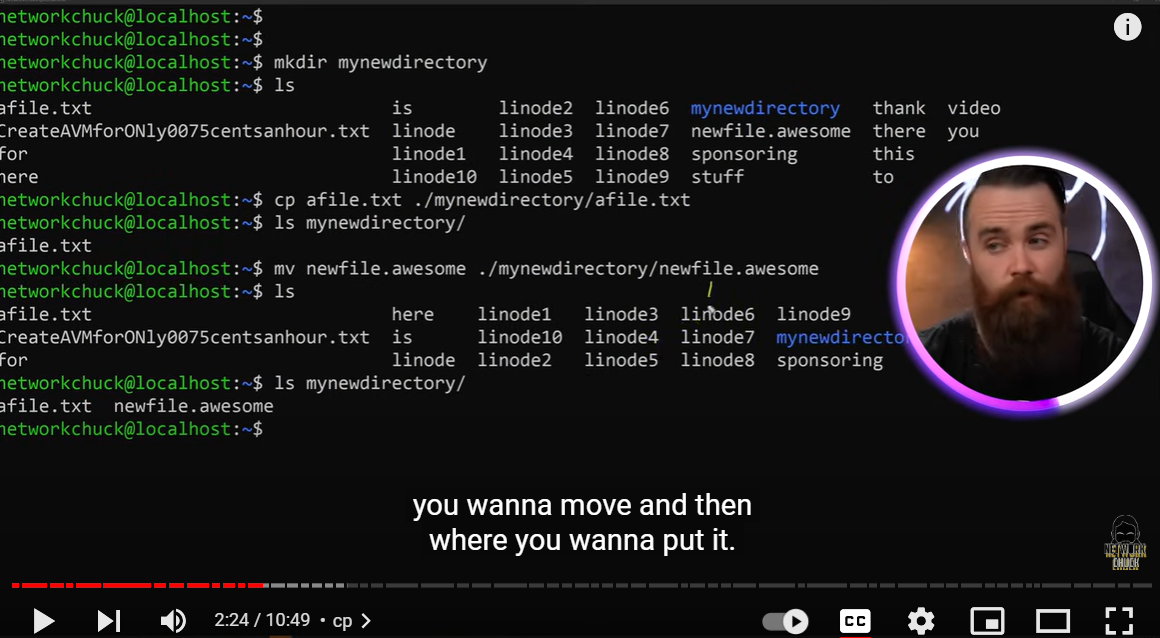 networkchuck@localhost:~$
networkchuck@localhost:~$
networkchuck@localhost:~$ mkdir mynewdirectory
networkchuck@localhost:~$ ls
afile.txt is linode2 linode6 mynewdirectory thank video
CreateAVMforONly0075centsanhour.txt linode linode3 linode7 newfile.awesome there you
for linode1 linode4 linode8 sponsoring this
here linode10 linode5 linode9 stuff to
networkchuck@localhost:~$ cp afile.txt ./mynewdirectory/afile.txt
networkchuck@localhost:~$ ls mynewdirectory/
afile.txt
networkchuck@localhost:~$ mv newfile.awesome ./mynewdirectory/newfile.awesome
networkchuck@localhost:~$ ls
afile.txt here linode1 linode3 linode6 linode9
CreateAVMforONly0075centsanhour.txt is linode10 linode4 linode7 mynewdirecto
for linode linode2 linode5 linode8 sponsoring
networkchuck@localhost:~$ ls mynewdirectory/
afile.txt newfile.awesome
networkchuck@localhost:~$
you wanna move and then
where you wanna put it.
NETWORK
CHUCK
2:24 / 10:49 • cp >
CC